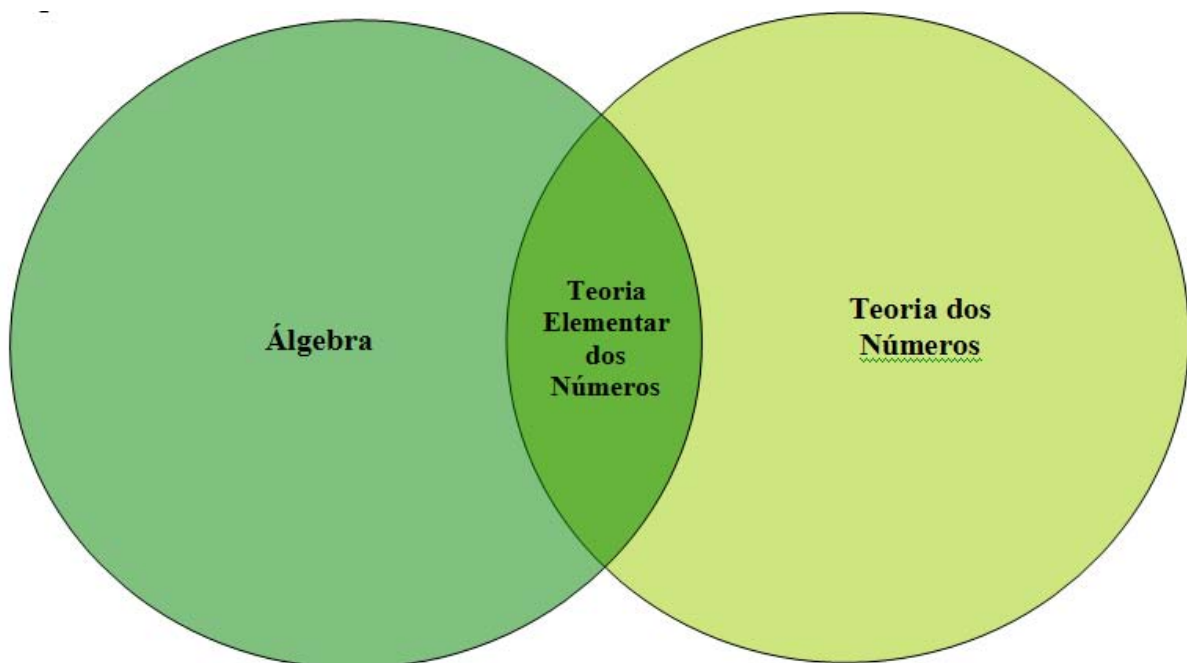 Álgebra
Teoria
Elementar
dos
Números
Teoria dos
Números